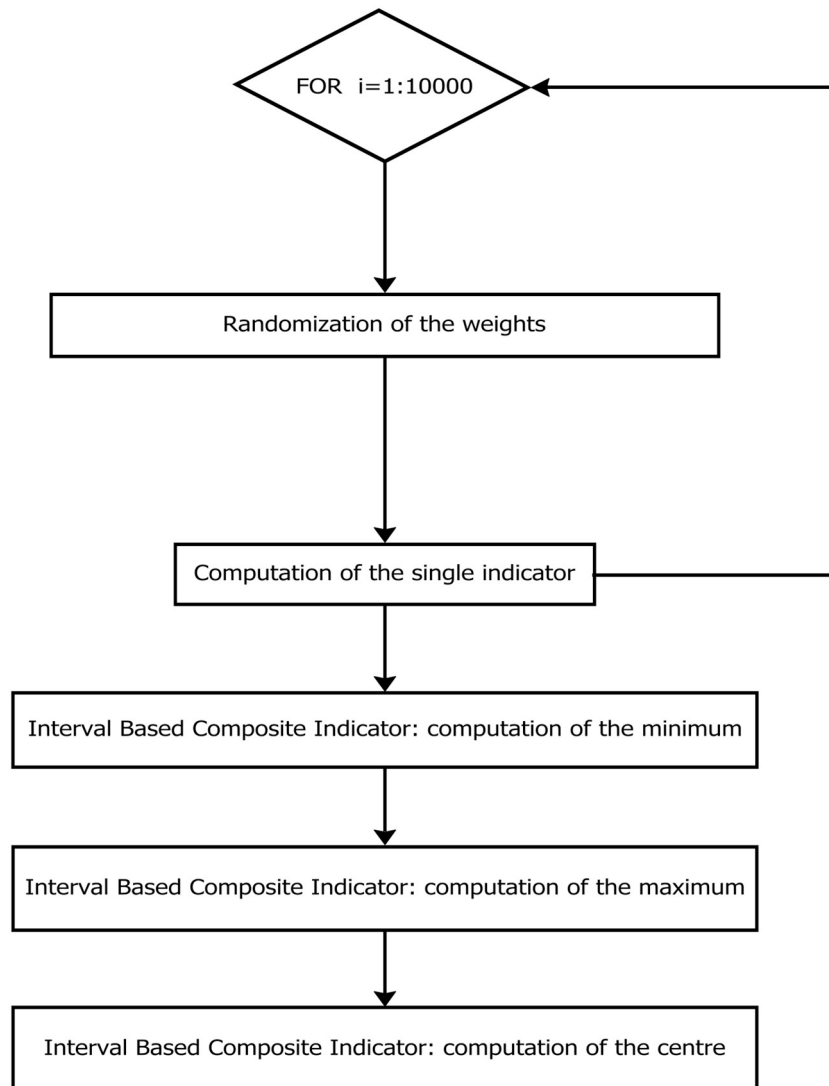 FOR i=1:10000
Randomization of the weights
Computation of the single indicator
Interval Based Composite Indicator: computation of the minimum
Interval Based Composite Indicator: computation of the maximum
Interval Based Composite Indicator: computation of the centre